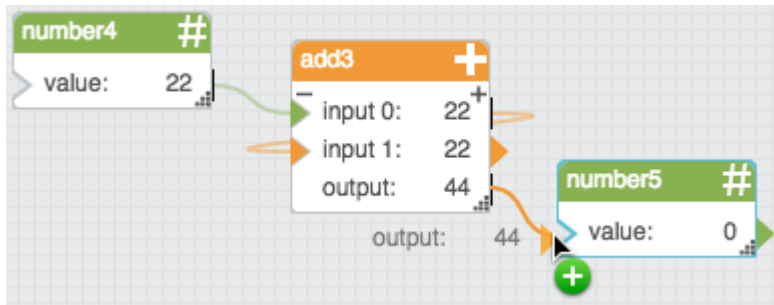 number4 #
value: 22
add3 +
− +
input 0: 22
input 1: 22
output: 44
output: 44
number5 #
value: 0
+